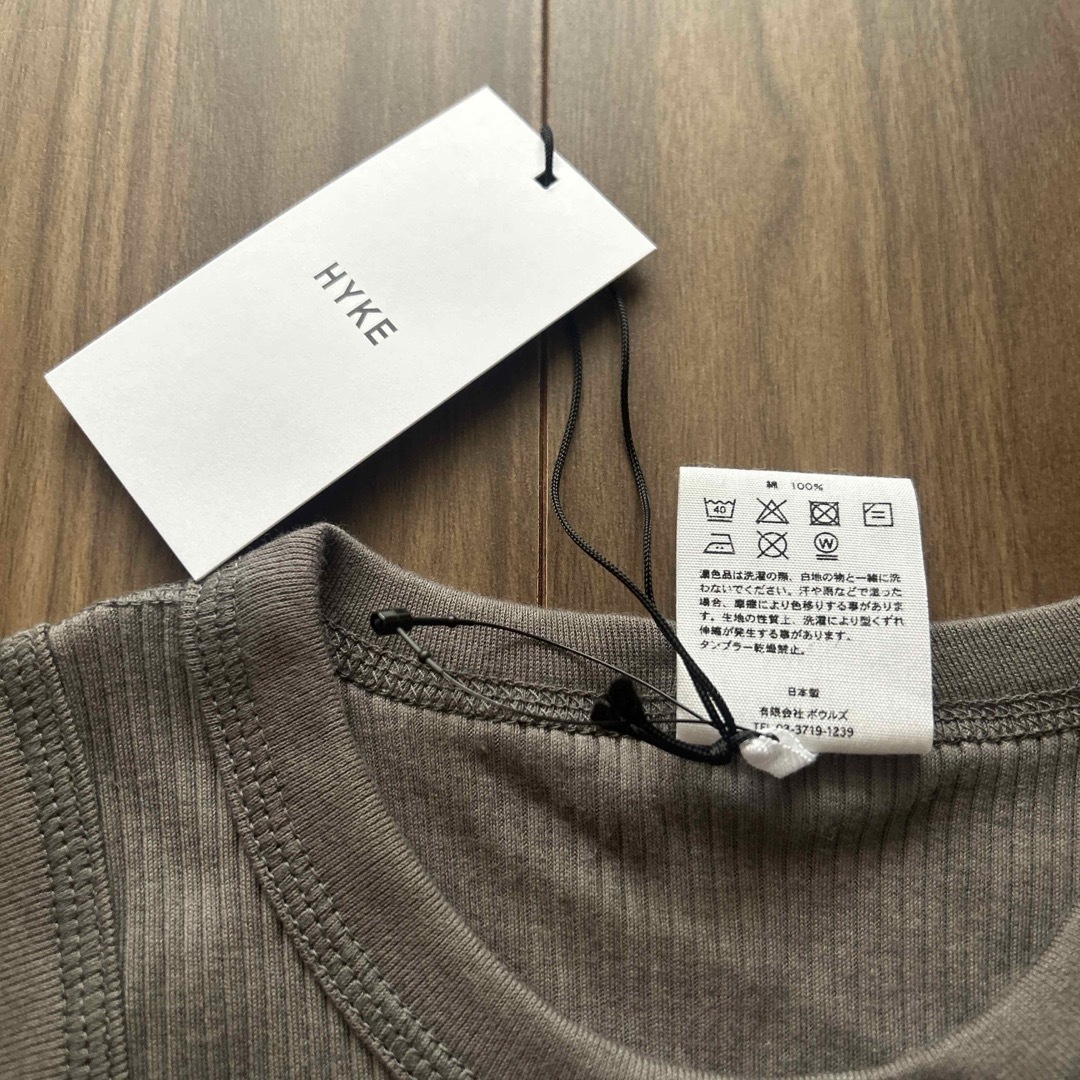 HYKE
綿 100%
40
W
濃色品は洗濯の際、白地の物と一緒に洗
わないでください。汗や雨などで湿った
場合、摩擦により色移りする事がありま
す。生地の性質上、洗濯により型くずれ
伸縮が発生する事があります。
タンブラー乾燥禁止。
日本製
有限会社 ボウルズ
TEL 03-3719-1239